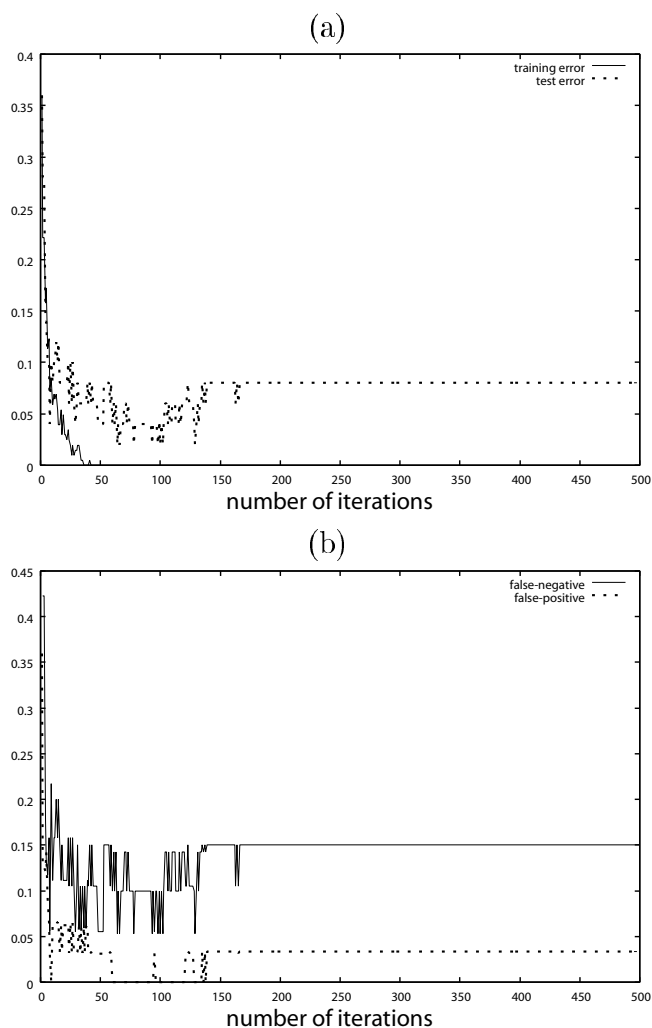 (a)
0.4
training error
test error
0.35
0.3
0.25
0.2
0.15
0.1
0.05
0
0 50 100 150 200 250 300 350 400 450 500
number of iterations
(b)
0.45
false-negative
false-positive
0.4
0.35
0.3
0.25
0.2
0.15
0.1
0.05
0
0 50 100 150 200 250 300 350 400 450 500
number of iterations